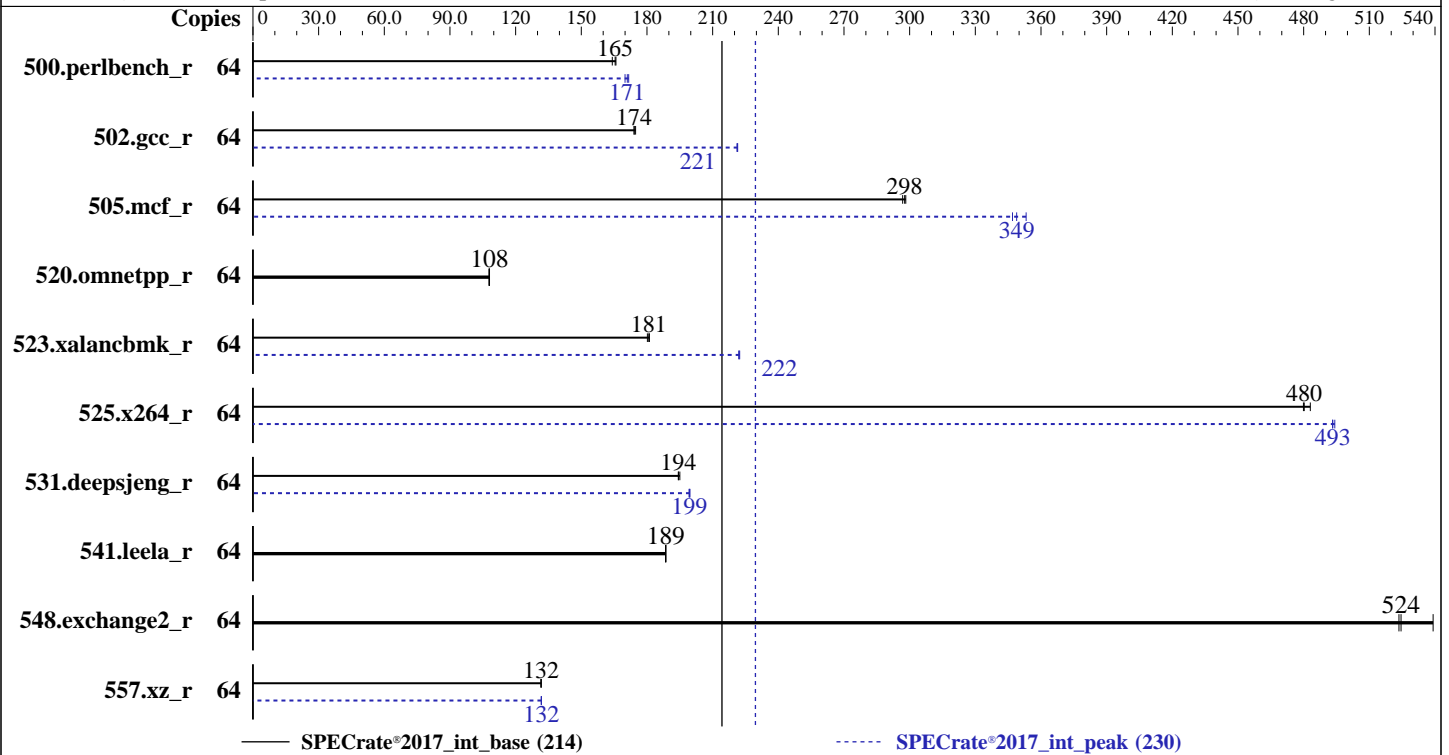 Copies 0 30.0 60.0 90.0 120 150 180 210 240 270 300 330 360 390 420 450 480 510 540
165
500.perlbench_r 64
171
174
502.gcc_r 64
221
298
505.mcf_r 64
349
108
520.omnetpp_r 64
181
523.xalancbmk_r 64
222
480
525.x264_r 64
493
194
531.deepsjeng_r 64
199
189
541.leela_r 64
524
548.exchange2_r 64
132
557.xz_r 64
132
SPECrate®2017_int_base (214) SPECrate®2017_int_peak (230)